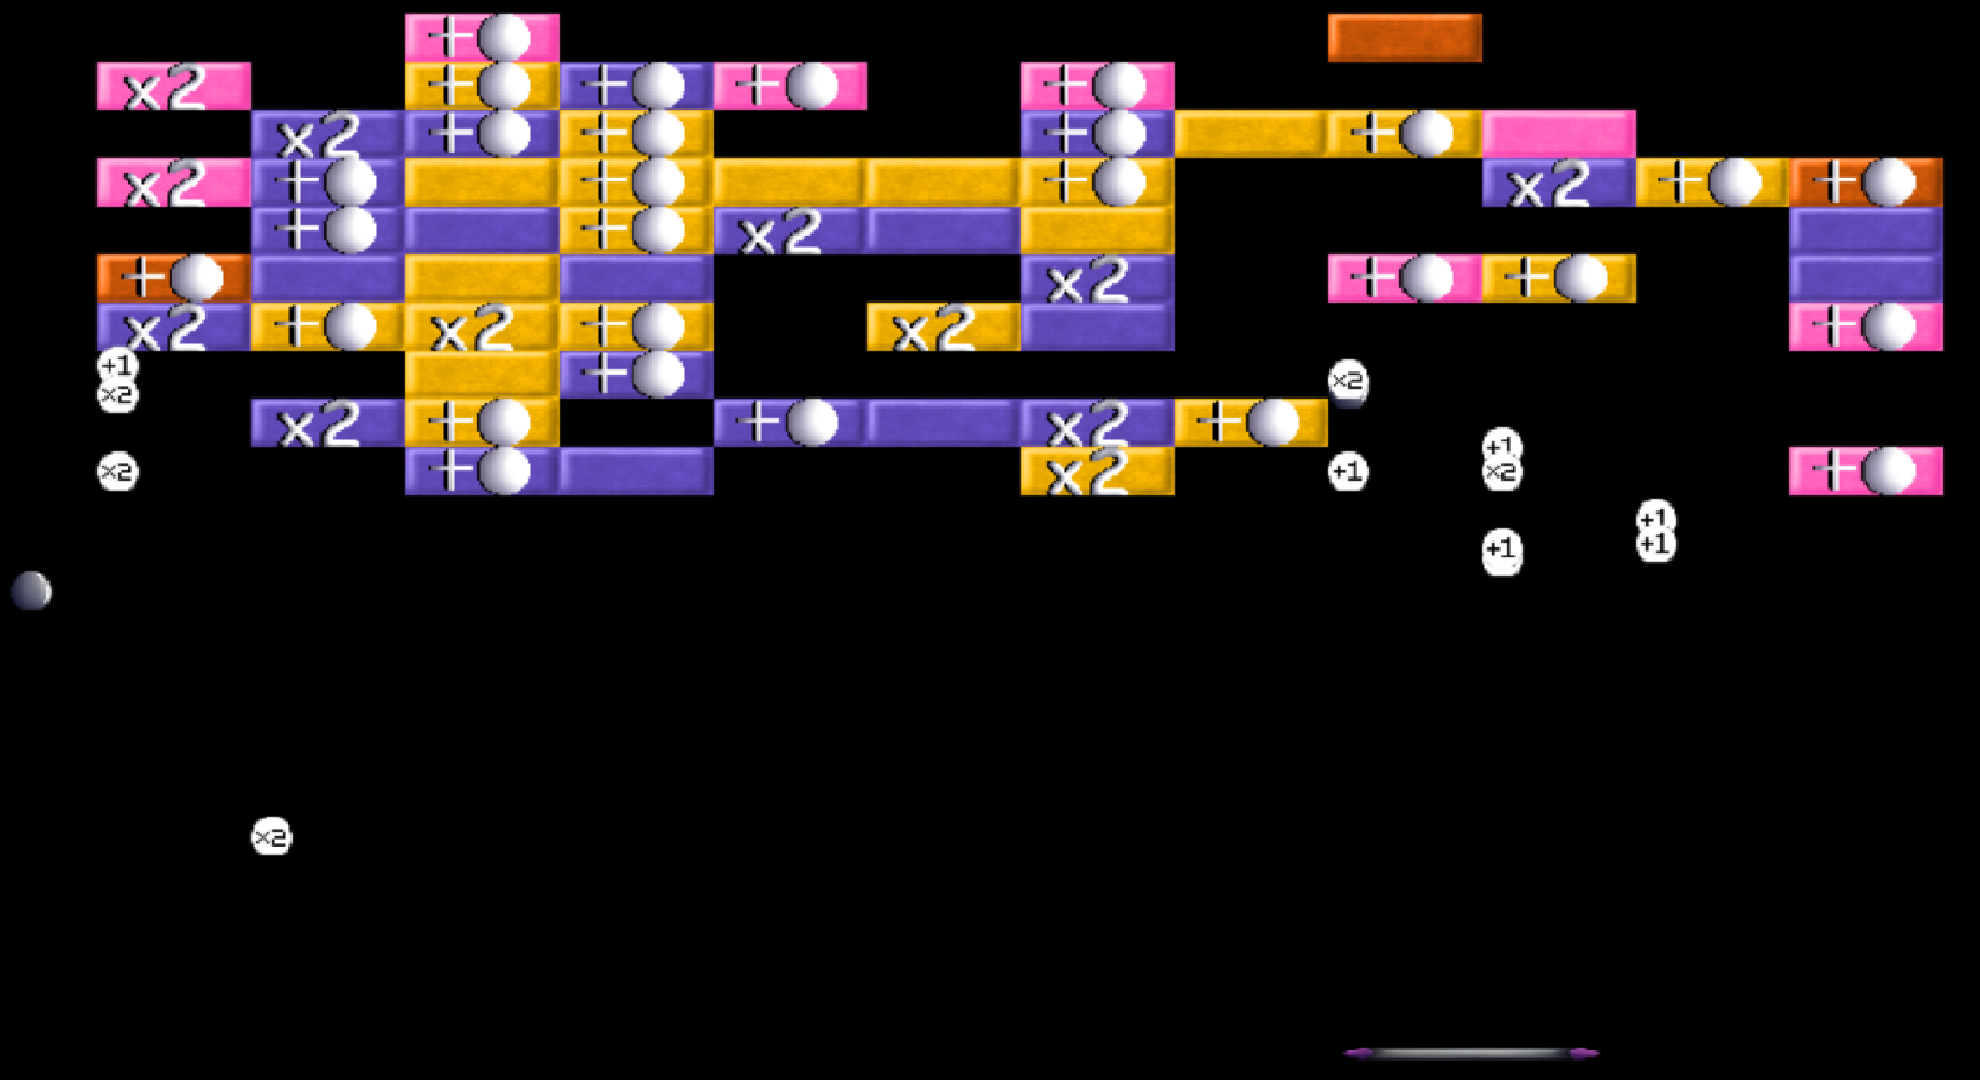 +
x2 + + + +
x2 + + + +
x2 + + + x2 + +
+ + x2
+ x2 + +
x2 + x2 + x2 +
+1 + x2
x2
x2 + + x2 +
+1
x2 + x2 +1 x2 +
+1
+1 +1
x2